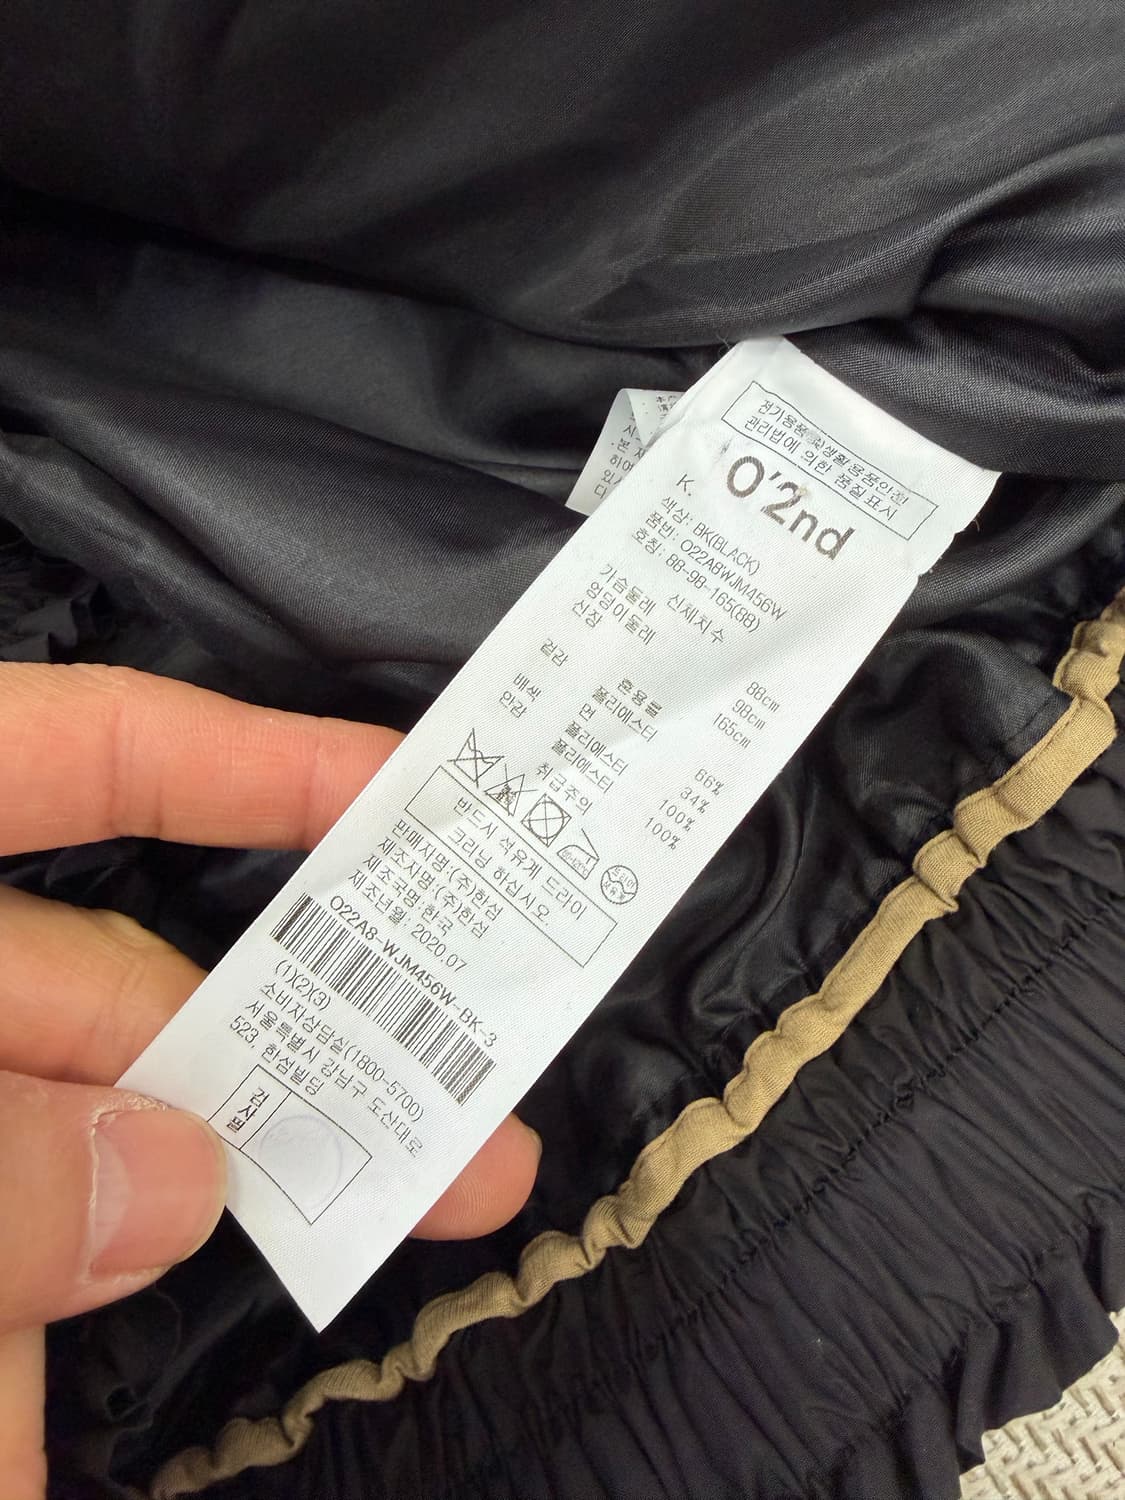 전기용품 및 생활용품안전
관리법에 의한 품질표시
O'2nd
K.
색상: BK(BLACK)
품번: O22A8WJM456W
호칭: 88-98-165(88)
신체치수
가슴둘레 88cm
엉덩이둘레 98cm
신장 165cm
혼용율
겉감 폴리에스터 66%
면 34%
배색 폴리에스터 100%
안감 폴리에스터 100%
취급주의
반드시 석유계 드라이
크리닝 하십시오.
판매자명:(주)한섬
제조자명:(주)한섬
제조국명:한국
제조년월: 2020.07
O22A8-WJM456W-BK-3
(1)(2)(3)
소비자상담실(1800-5700)
서울특별시 강남구 도산대로
523, 한섬빌딩
검사필